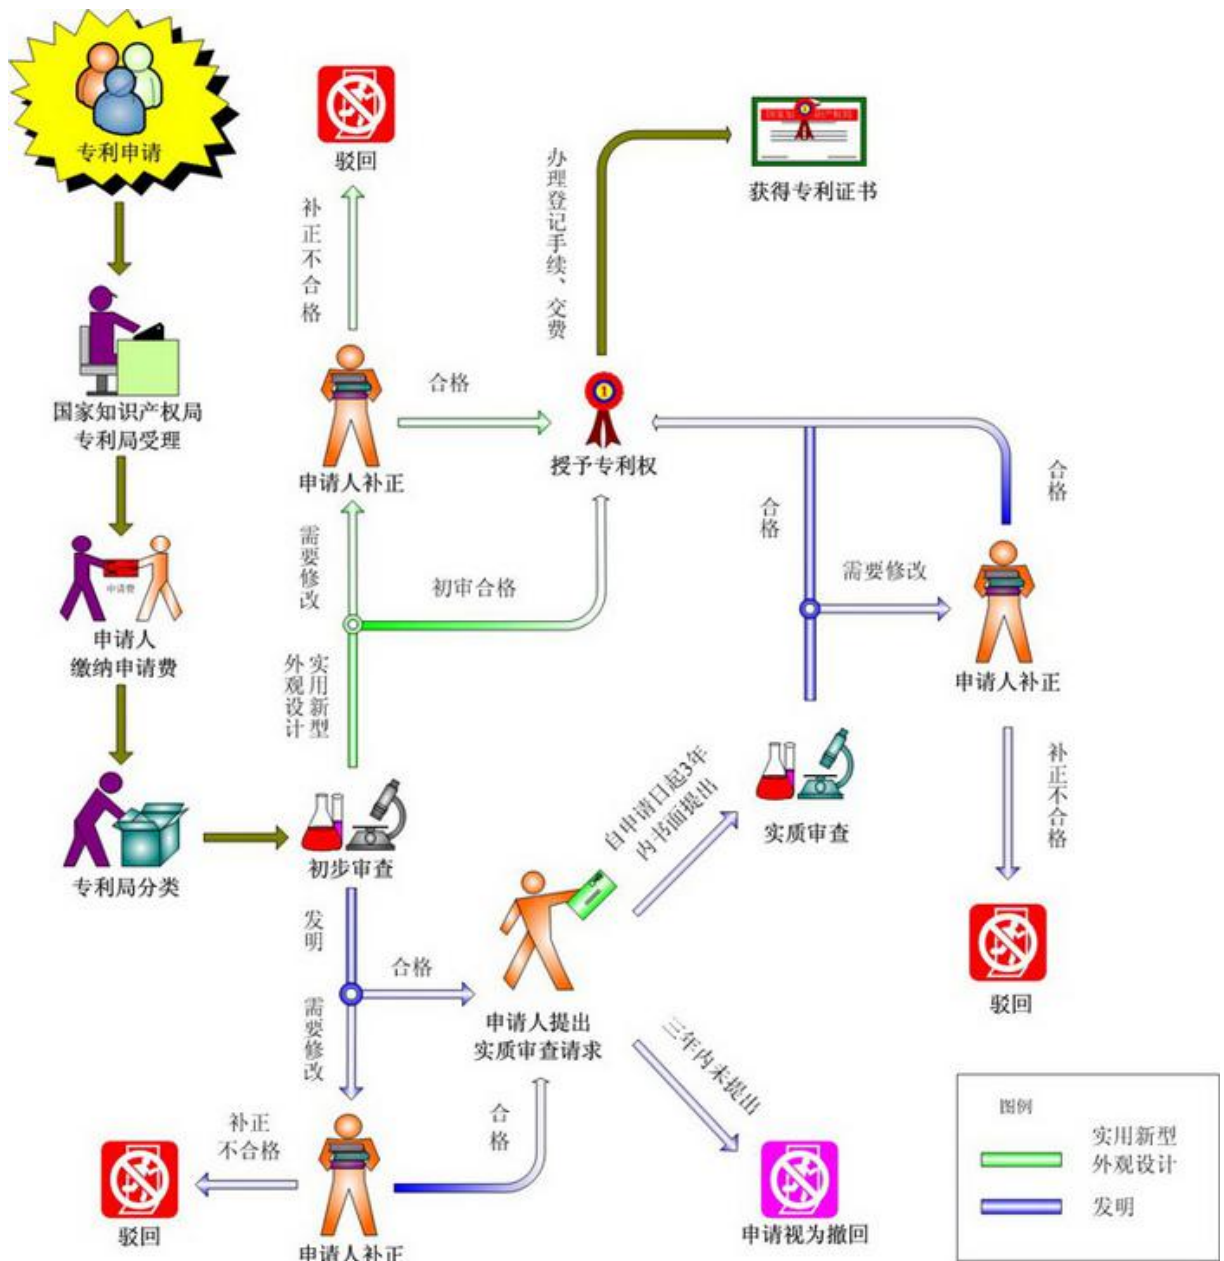 专利申请
国家知识产权局
专利局受理
申请费
申请人
缴纳申请费
专利局分类
驳回
补正不合格
申请人补正
合格
需要修改
初审合格
实用新型
外观设计
初步审查
发明
合格
需要修改
申请人补正
补正
不合格
驳回
合格
申请人提出
实质审查请求
自申请日起3年
内书面提出
三年内未提出
申请视为撤回
实质审查
合格
需要修改
申请人补正
合格
补正不合格
驳回
授予专利权
办理登记手续、交费
获得专利证书
图例
实用新型
外观设计
发明